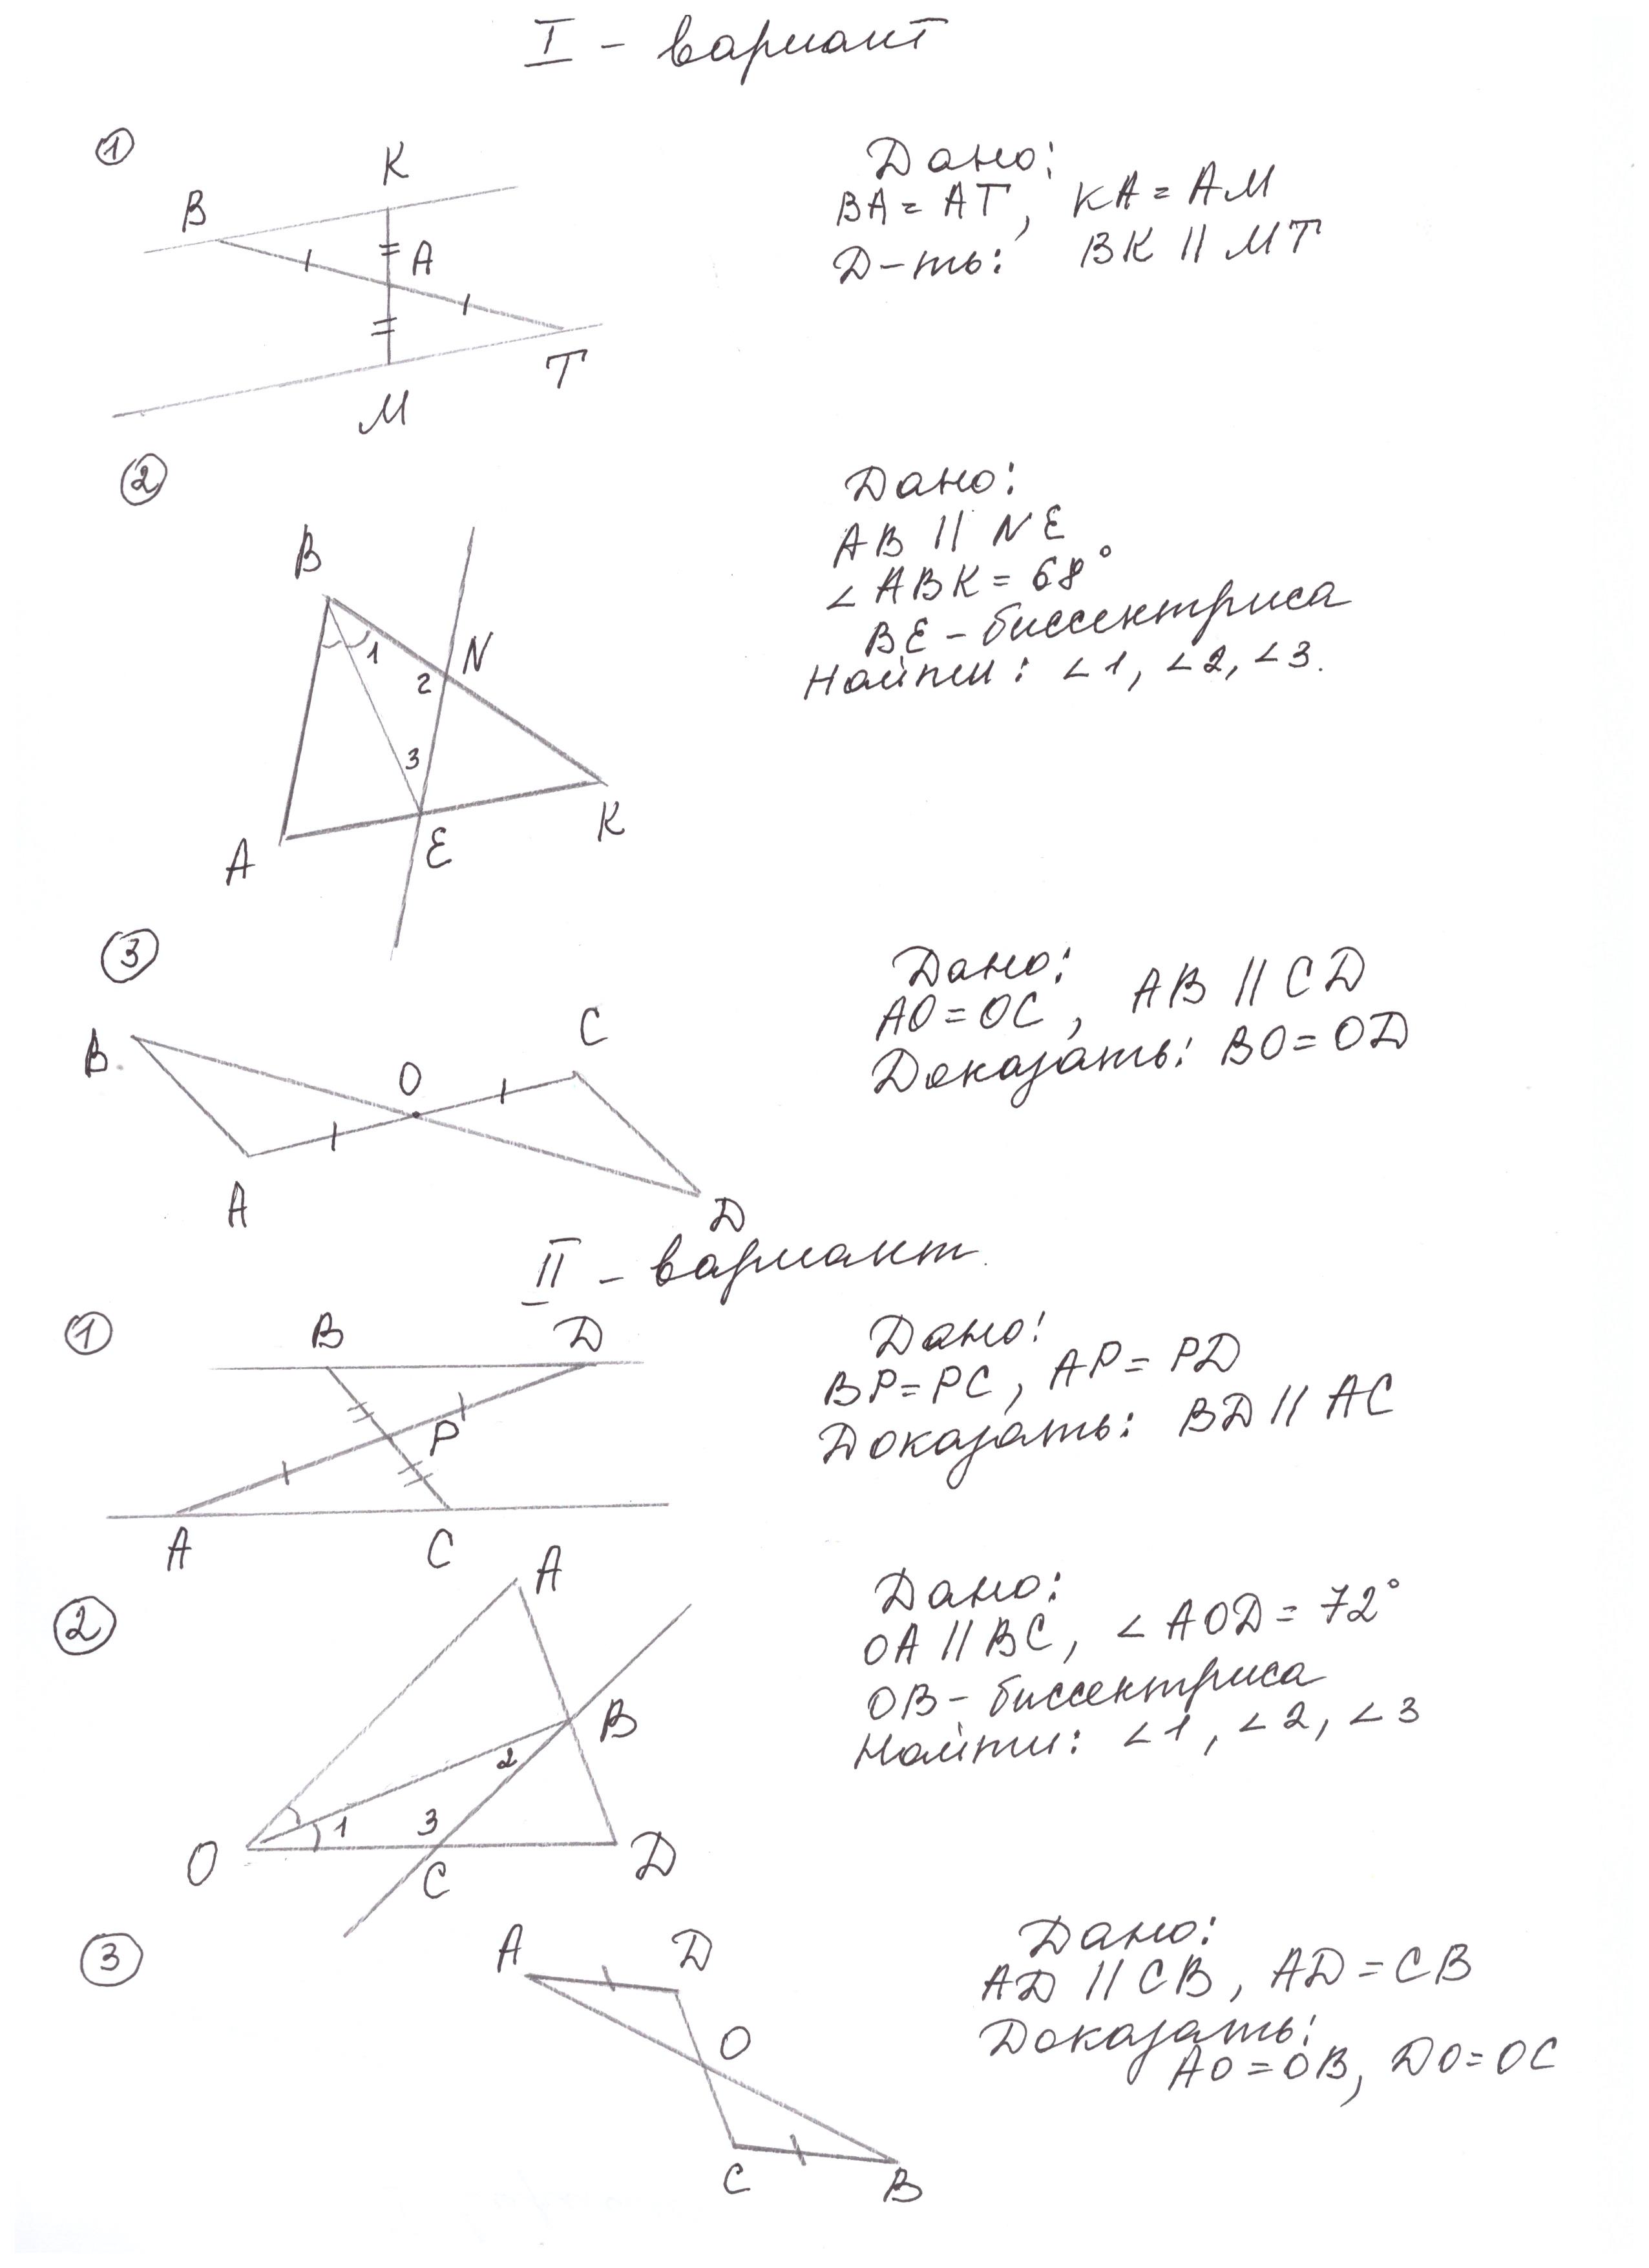 I - вариант
1
K
B
A
T
M
Дано:
BA = AT, KA = AM
Д-ть: BK || MT
2
B
1
N
2
3
K
E
A
Дано:
AB || NE
∠ABK = 68°
BE - биссектриса
Найти: ∠1, ∠2, ∠3.
3
B
C
O
A
D
Дано:
AO = OC, AB || CD
Доказать: BO = OD
II - вариант.
1
B
D
P
A
C
Дано:
BP = PC, AP = PD
Доказать: BD || AC
2
A
B
2
1
3
O
C
D
Дано:
OA || BC, ∠AOD = 72°
OB - биссектриса
Найти: ∠1, ∠2, ∠3
3
A
D
O
C
B
Дано:
AD || CB, AD = CB
Доказать:
AO = OB, DO = OC